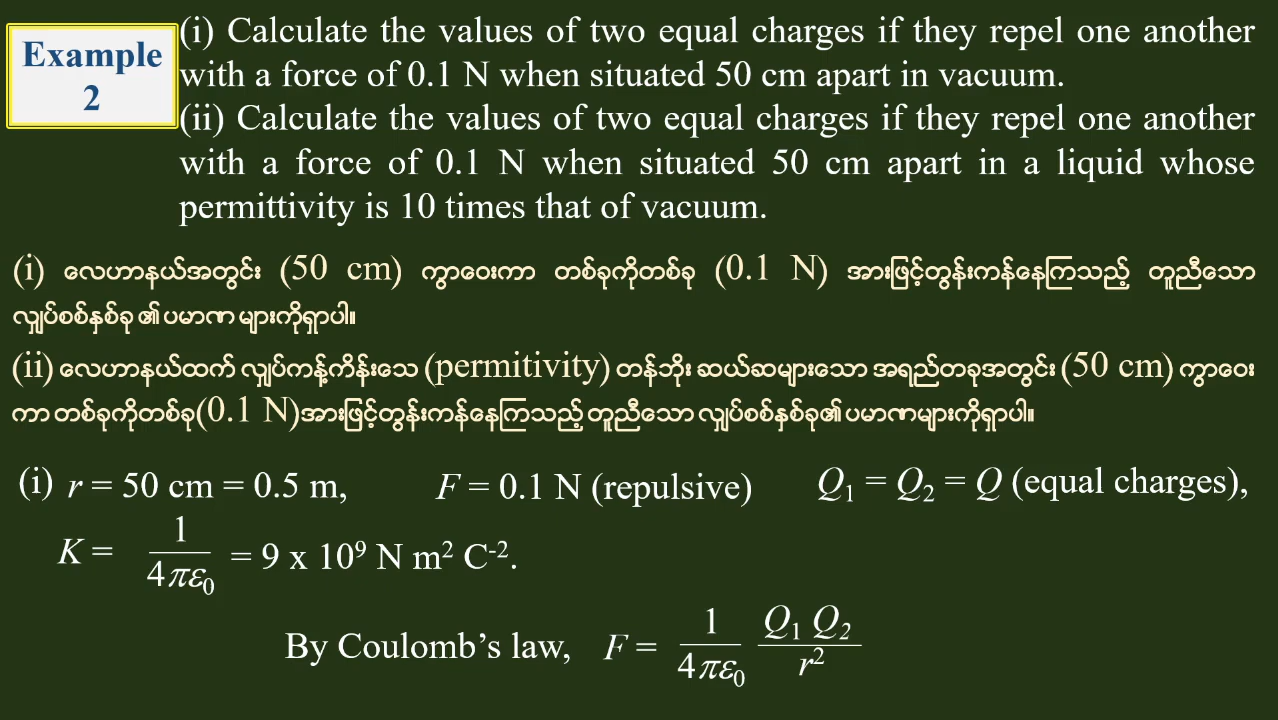 Example
2
(i) Calculate the values of two equal charges if they repel one another
with a force of 0.1 N when situated 50 cm apart in vacuum.
(ii) Calculate the values of two equal charges if they repel one another
with a force of 0.1 N when situated 50 cm apart in a liquid whose
permittivity is 10 times that of vacuum.
(i) လေဟာနယ်အတွင်း (50 cm) ကွာဝေးကာ တစ်ခုကိုတစ်ခု (0.1 N) အားဖြင့်တွန်းကန်နေကြသည့် တူညီသော
လျှပ်စစ်နှစ်ခု ၏ ပမာဏ များကိုရှာပါ။
(ii) လေဟာနယ်ထက် လျှပ်ကန့်ကိန်းသေ (permitivity) တန်ဘိုး ဆယ်ဆများသော အရည်တခုအတွင်း (50 cm) ကွာဝေး
ကာ တစ်ခုကိုတစ်ခု(0.1 N)အားဖြင့်တွန်းကန်နေကြသည့် တူညီသော လျှပ်စစ်နှစ်ခု၏ ပမာဏများကိုရှာပါ။
(i) r = 50 cm = 0.5 m, F = 0.1 N (repulsive) Q₁ = Q₂ = Q (equal charges),
K = 1/4πε₀ = 9 x 10⁹ N m² C⁻².
By Coulomb’s law, F = 1/4πε₀ Q₁ Q₂/r²